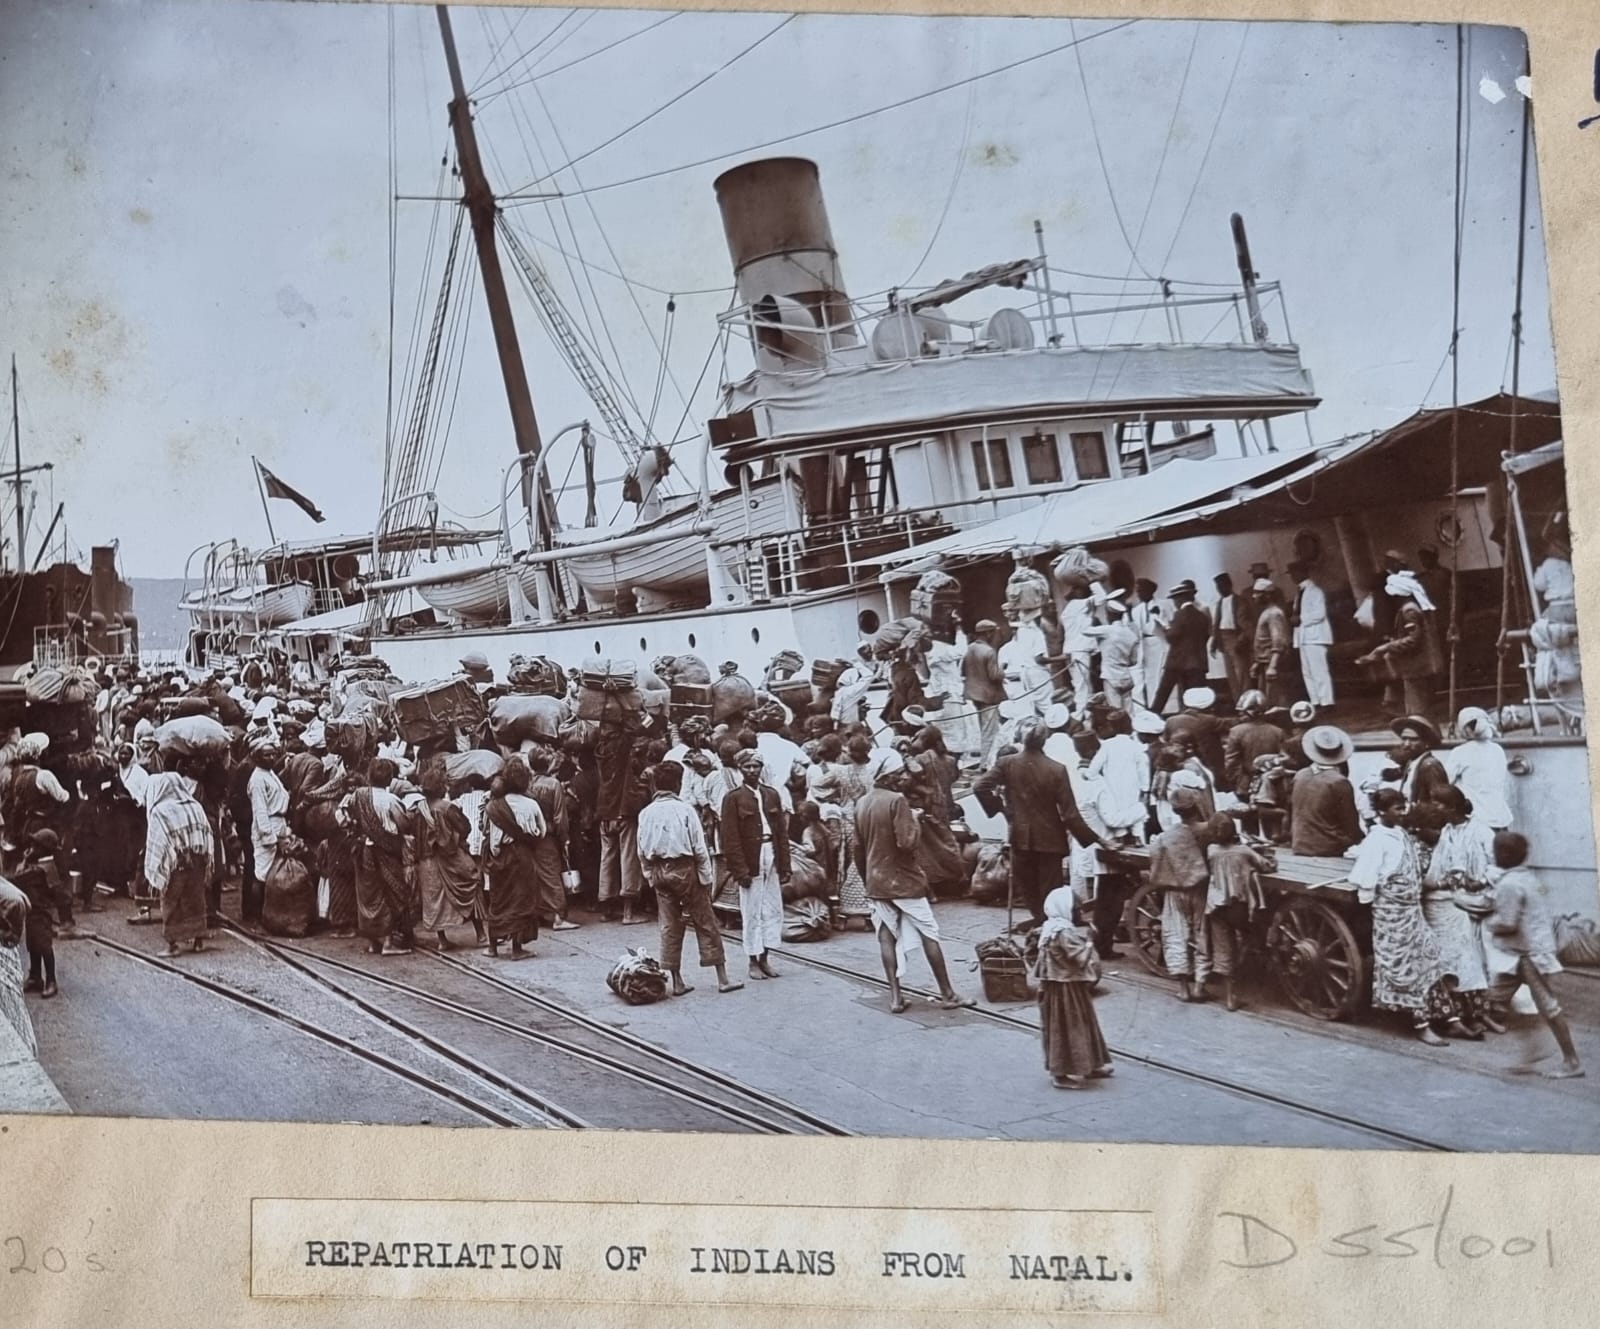 REPATRIATION OF INDIANS FROM NATAL.
20's
D 55/001